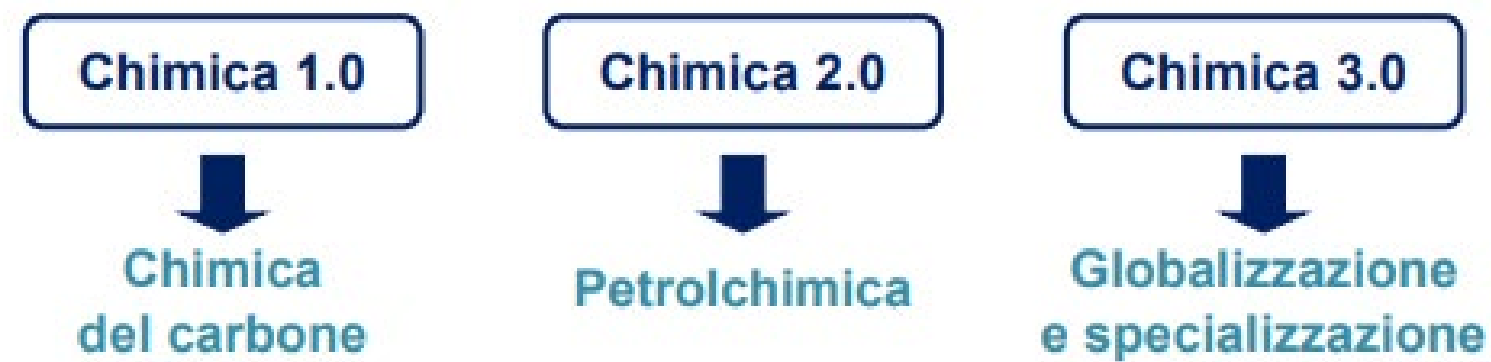 Chimica 1.0
Chimica 2.0
Chimica 3.0
Chimica
del carbone
Petrolchimica
Globalizzazione
e specializzazione